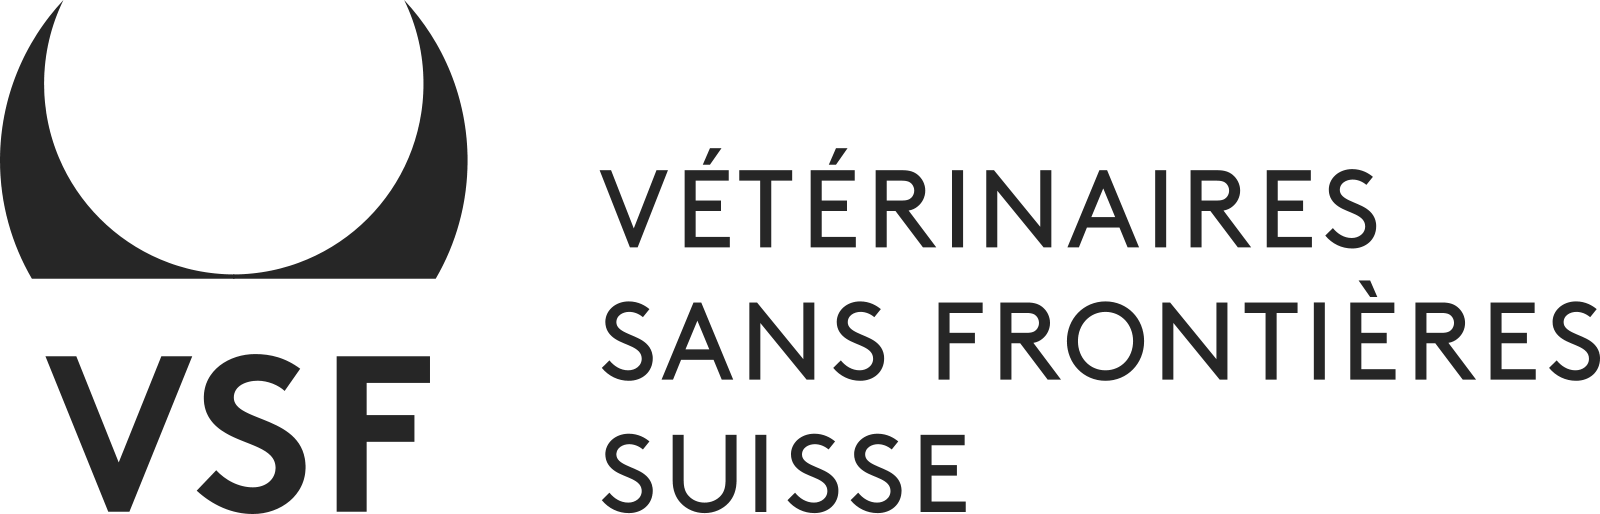 VSF
VÉTÉRINAIRES
SANS FRONTIÈRES
SUISSE